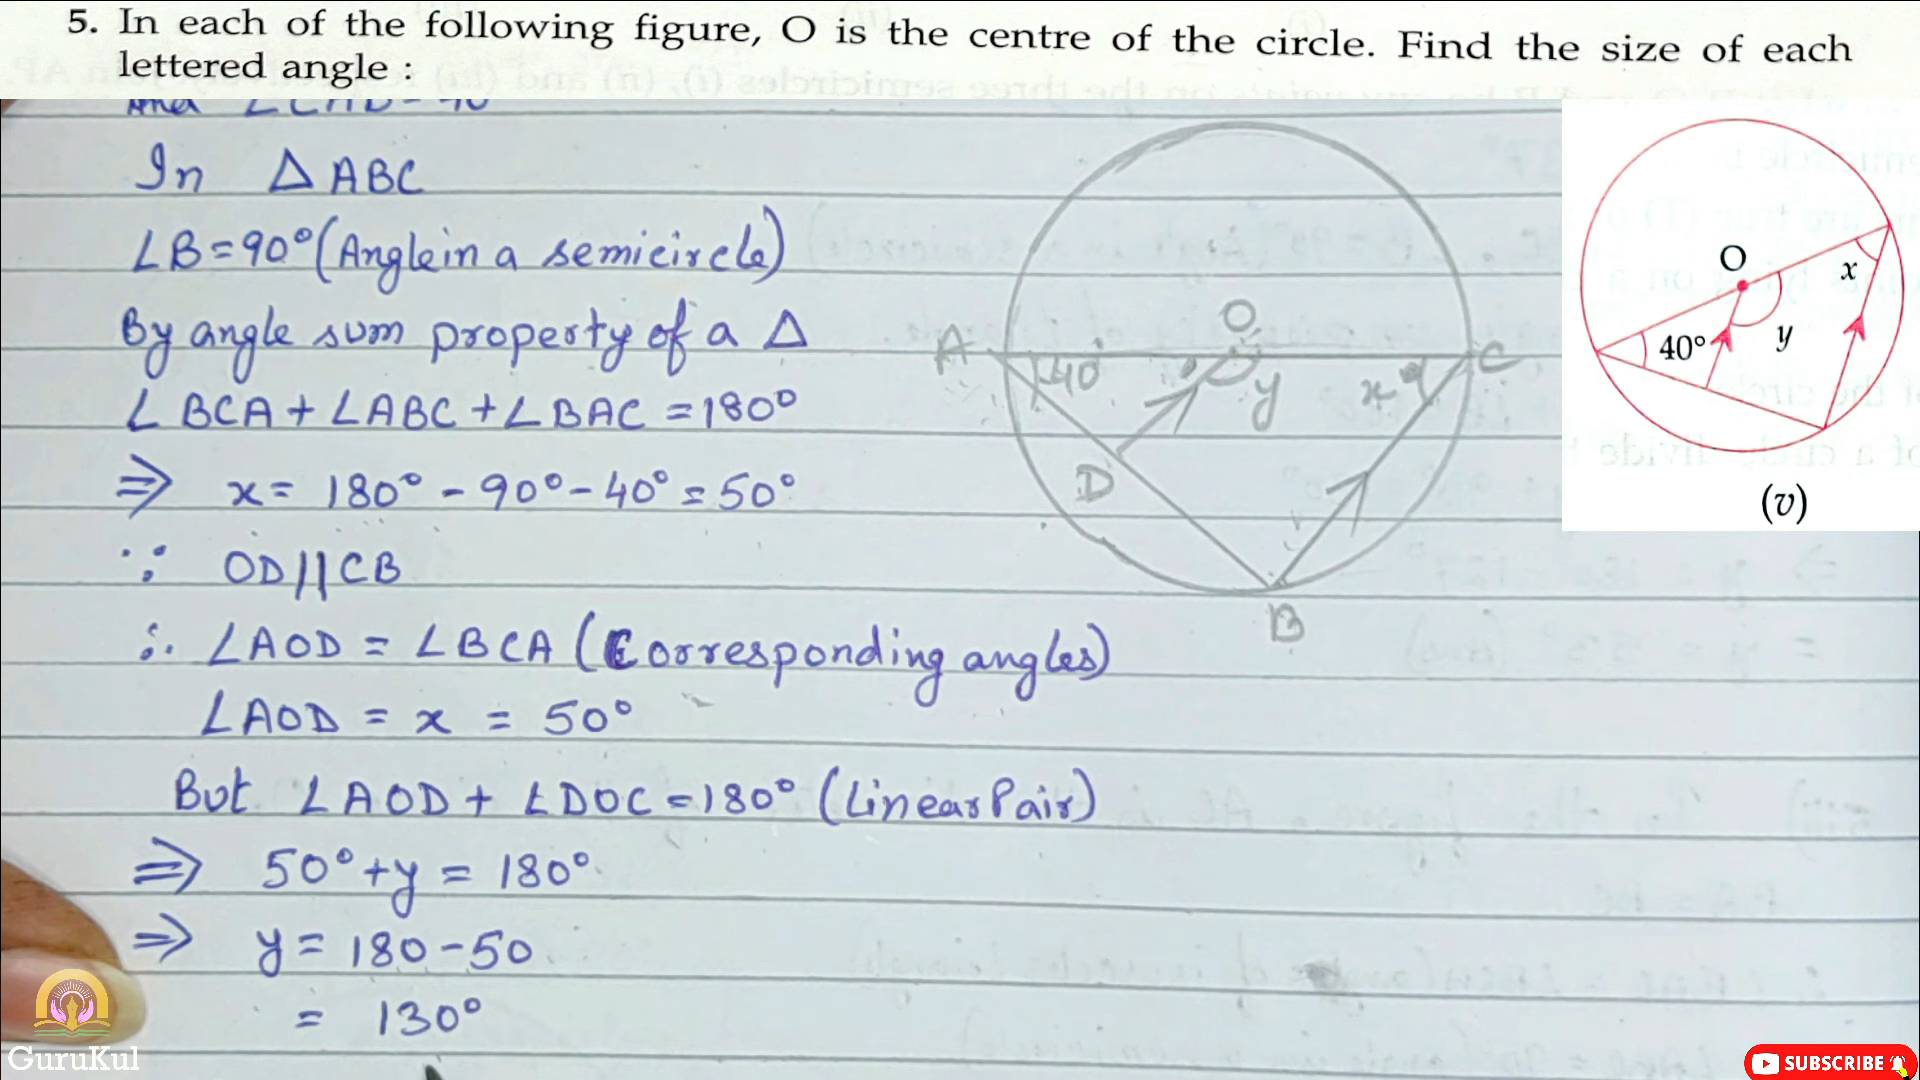 5. In each of the following figure, O is the centre of the circle. Find the size of each
lettered angle :
In △ ABC
∠B = 90° (Angle in a semicircle)
By angle sum property of a △
∠BCA + ∠ABC + ∠BAC = 180°
⇒ x = 180° - 90° - 40° = 50°
∵ OD || CB
∴ ∠AOD = ∠BCA (Corresponding angles)
∠AOD = x = 50°
But ∠AOD + ∠DOC = 180° (Linear Pair)
⇒ 50° + y = 180°
⇒ y = 180 - 50
= 130°
A
O
C
40°
y
x
D
B
O
x
40°
y
(v)
GuruKul
SUBSCRIBE